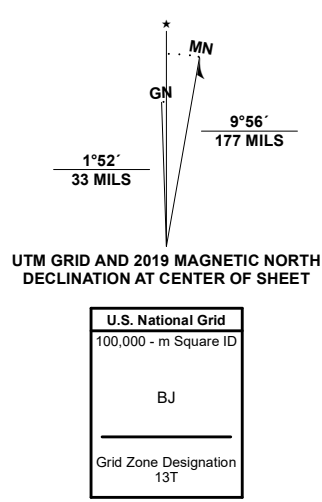 ★
MN
GN
9°56´
177 MILS
1°52´
33 MILS
UTM GRID AND 2019 MAGNETIC NORTH
DECLINATION AT CENTER OF SHEET
U.S. National Grid
100,000 - m Square ID
BJ
Grid Zone Designation
13T